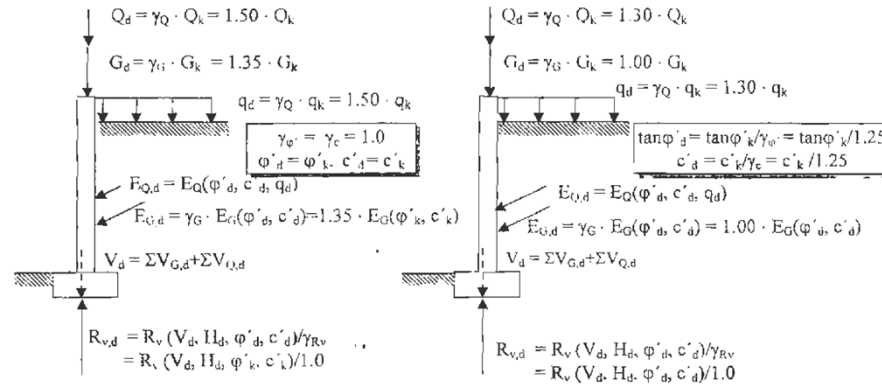 Q_d = γ_Q · Q_k = 1.50 · Q_k
G_d = γ_G · G_k = 1.35 · G_k
q_d = γ_Q · q_k = 1.50 · q_k
γ_φ' = γ_c = 1.0
φ'_d = φ'_k, c'_d = c'_k
E_Q,d = E_Q(φ'_d, c'_d, q_d)
E_G,d = γ_G · E_G(φ'_d, c'_d) = 1.35 · E_G(φ'_k, c'_k)
V_d = ΣV_G,d + ΣV_Q,d
R_v,d = R_v (V_d, H_d, φ'_d, c'_d)/γ_Rv
= R_v (V_d, H_d, φ'_k, c'_k)/1.0
Q_d = γ_Q · Q_k = 1.30 · Q_k
G_d = γ_G · G_k = 1.00 · G_k
q_d = γ_Q · q_k = 1.30 · q_k
tanφ'_d = tanφ'_k/γ_φ' = tanφ'_k/1.25
c'_d = c'_k/γ_c = c'_k/1.25
E_Q,d = E_Q(φ'_d, c'_d, q_d)
E_G,d = γ_G · E_G(φ'_d, c'_d) = 1.00 · E_G(φ'_d, c'_d)
V_d = ΣV_G,d + ΣV_Q,d
R_v,d = R_v (V_d, H_d, φ'_d, c'_d)/γ_Rv
= R_v (V_d, H_d, φ'_d, c'_d)/1.0